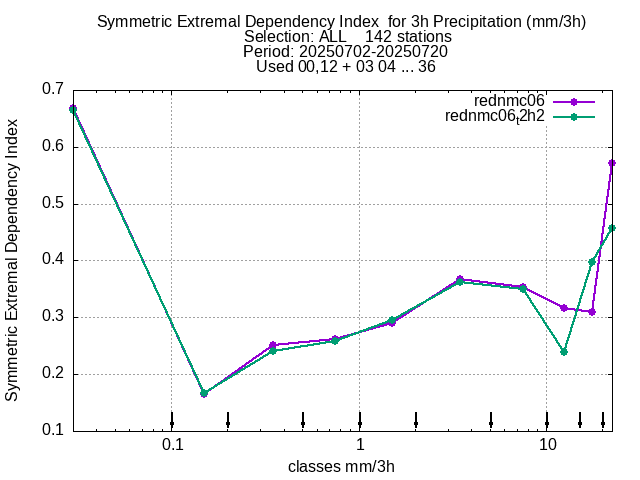 Symmetric Extremal Dependency Index  for 3h Precipitation (mm/3h)
Selection: ALL    142 stations
Period: 20250702-20250720
Used 00,12 + 03 04 ... 36
rednmc06
rednmc06t2h2
Symmetric Extremal Dependency Index
0.7
0.6
0.5
0.4
0.3
0.2
0.1
0.1 1 10
classes mm/3h